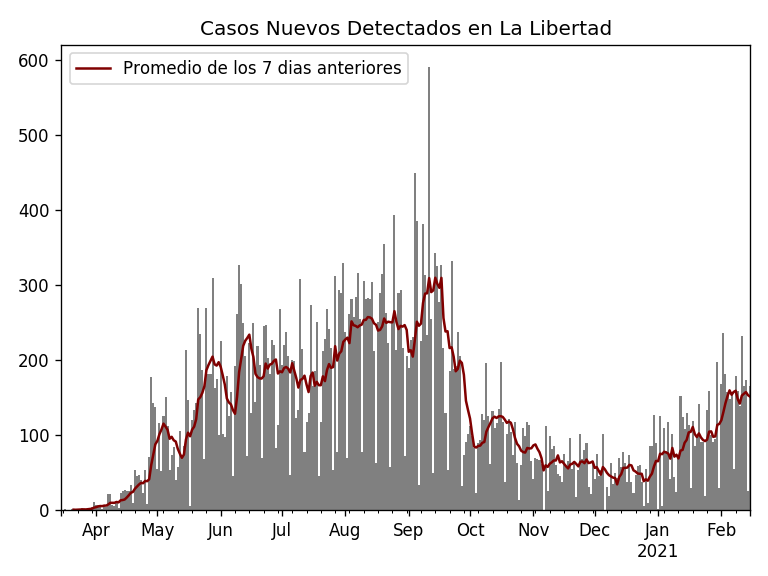 Casos Nuevos Detectados en La Libertad
Promedio de los 7 dias anteriores
600
500
400
300
200
100
0
Apr May Jun Jul Aug Sep Oct Nov Dec Jan Feb
2021